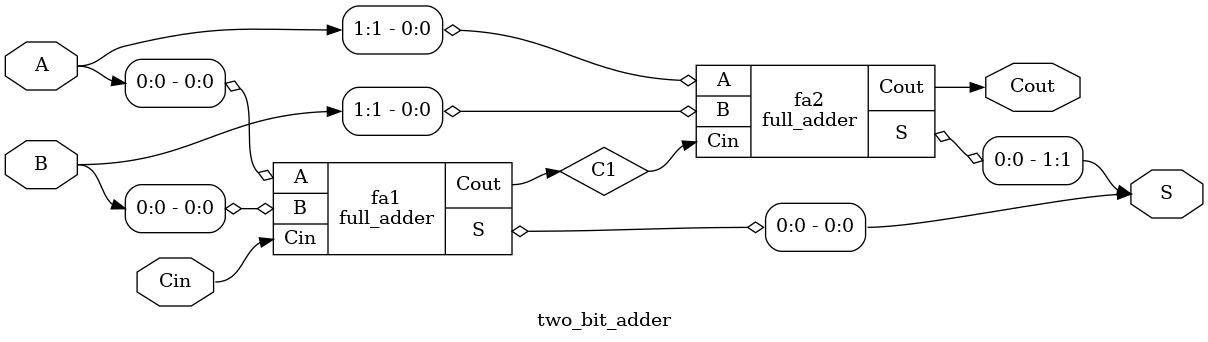 A
1:1 - 0:0
0:0 - 0:0
B
1:1 - 0:0
0:0 - 0:0
Cin
A
B
Cin
fa1
full_adder
Cout
S
C1
A
B
Cin
fa2
full_adder
Cout
S
0:0 - 1:1
0:0 - 0:0
Cout
S
two_bit_adder